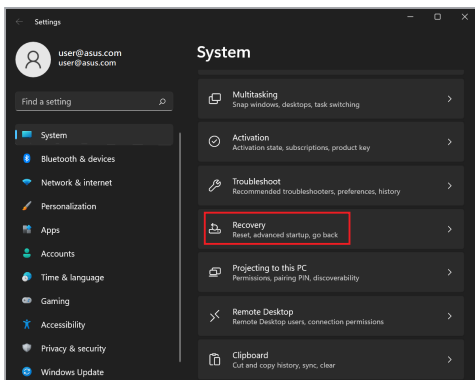 Settings
user@asus.com
user@asus.com
Find a setting
System
Bluetooth & devices
Network & internet
Personalization
Apps
Accounts
Time & language
Gaming
Accessibility
Privacy & security
Windows Update
System
Multitasking
Snap windows, desktops, task switching
Activation
Activation state, subscriptions, product key
Troubleshoot
Recommended troubleshooters, preferences, history
Recovery
Reset, advanced startup, go back
Projecting to this PC
Permissions, pairing PIN, discoverability
Remote Desktop
Remote Desktop users, connection permissions
Clipboard
Cut and copy history, sync, clear